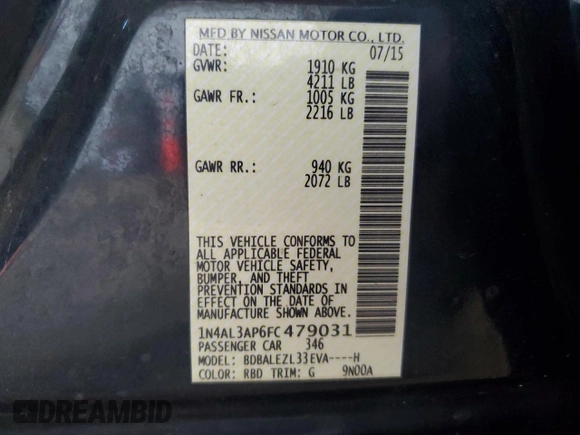 MFD BY NISSAN MOTOR CO., LTD.
DATE: 07/15
GVWR: 1910 KG
4211 LB
GAWR FR.: 1005 KG
2216 LB
GAWR RR.: 940 KG
2072 LB
THIS VEHICLE CONFORMS TO
ALL APPLICABLE FEDERAL
MOTOR VEHICLE SAFETY,
BUMPER, AND THEFT
PREVENTION STANDARDS IN
EFFECT ON THE DATE OF
MANUFACTURE SHOWN ABOVE.
1N4AL3AP6FC479031
PASSENGER CAR 346
MODEL: BDBALEZL33EVA----H
COLOR: RBD TRIM: G 9N00A
DREAMBID